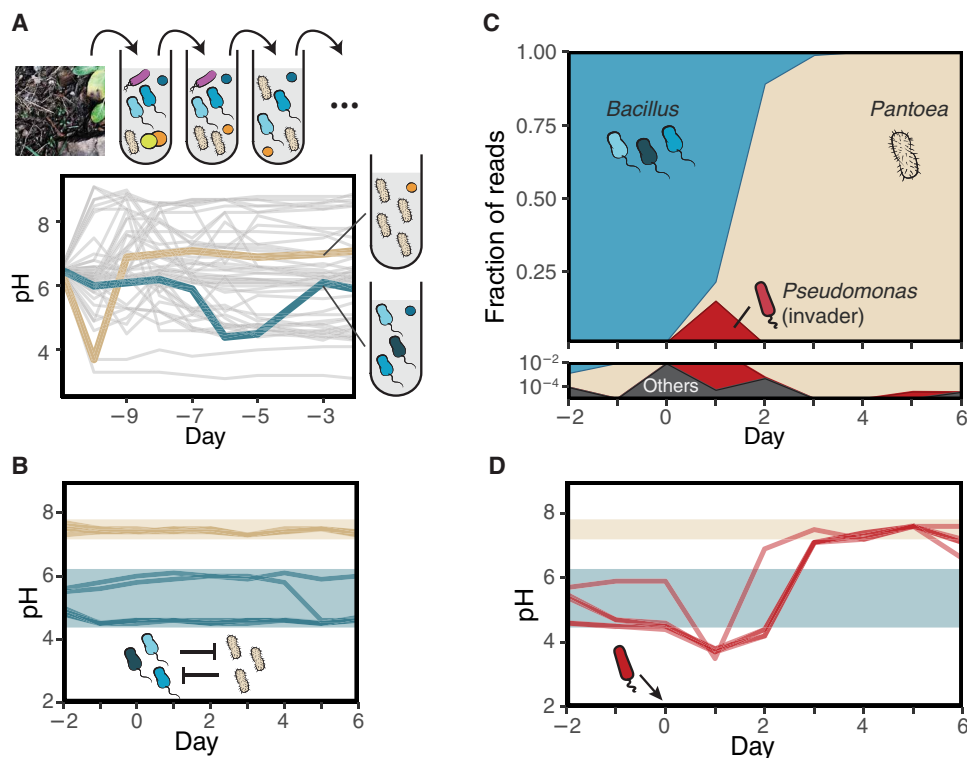 A
8
6
4
pH
−9
−7
−5
−3
Day
B
8
6
4
2
pH
−2
0
2
4
6
Day
C
1.00
0.75
0.50
0.25
Fraction of reads
Bacillus
Pantoea
Pseudomonas
(invader)
10−2
10−4
Others
−2
0
2
4
6
Day
D
8
6
4
2
pH
−2
0
2
4
6
Day